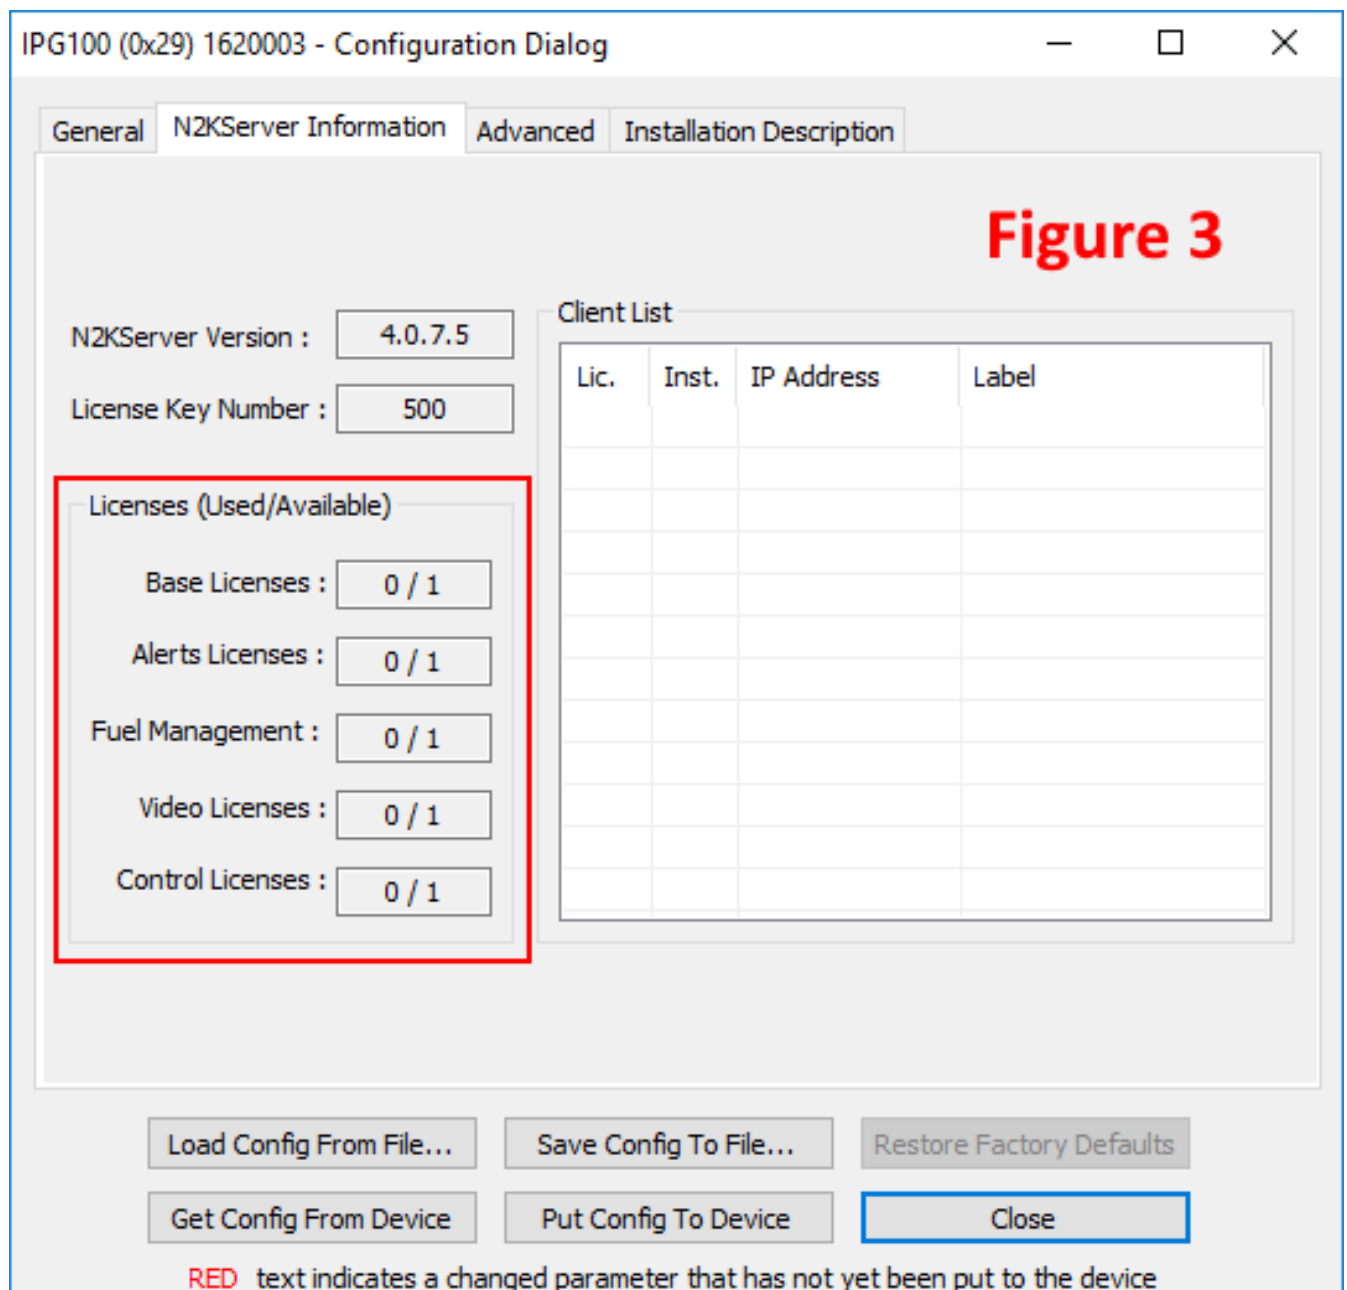 IPG100 (0x29) 1620003 - Configuration Dialog
General N2KServer Information Advanced Installation Description
Figure 3
N2KServer Version : 4.0.7.5
License Key Number : 500
Licenses (Used/Available)
Base Licenses : 0 / 1
Alerts Licenses : 0 / 1
Fuel Management : 0 / 1
Video Licenses : 0 / 1
Control Licenses : 0 / 1
Client List
Lic. Inst. IP Address Label
Load Config From File... Save Config To File... Restore Factory Defaults
Get Config From Device Put Config To Device Close
RED text indicates a changed parameter that has not yet been put to the device